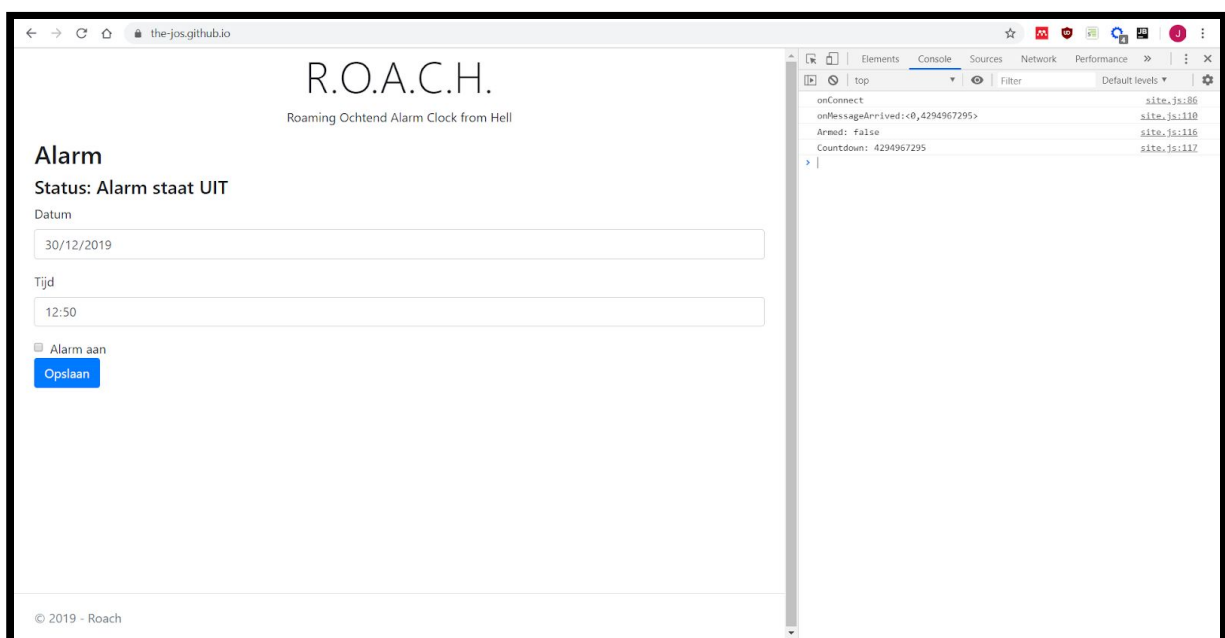 the-jos.github.io
R.O.A.C.H.
Roaming Ochtend Alarm Clock from Hell
Alarm
Status: Alarm staat UIT
Datum
30/12/2019
Tijd
12:50
Alarm aan
Opslaan
© 2019 - Roach
Elements Console Sources Network Performance »
top Filter Default levels ▼
onConnect site.js:86
onMessageArrived:<0,4294967295> site.js:110
Armed: false site.js:116
Countdown: 4294967295 site.js:117
>
4
JB
J